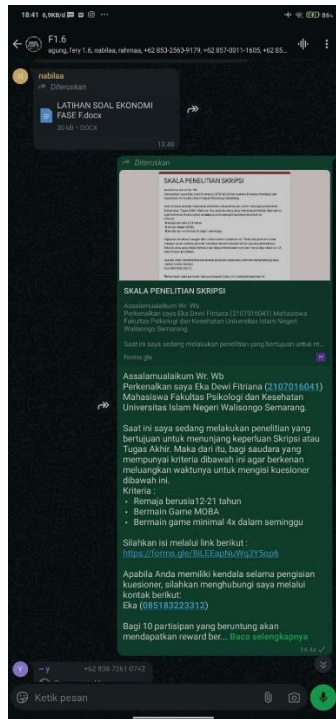 10:41 6,9KB/d
F1.6
agung, fery 1.6, nabilaa, rahmaa, +62 853-2563-9179, +62 857-0011-1605, +62 85...
nabilaa
Diteruskan
LATIHAN SOAL EKONOMI
FASE F.docx
30 kB • DOCX
13.48
Diteruskan
SKALA PENELITIAN SKRIPSI
SKALA PENELITIAN SKRIPSI
Assalamualaikum Wr. Wb
Perkenalkan saya Eka Dewi Fitriana (2107016041) Mahasiswa
Fakultas Psikologi dan Kesehatan Universitas Islam Negeri
Walisongo Semarang.
Saat ini saya sedang melakukan penelitian yang bertujuan untuk m...
forms.gle
Assalamualaikum Wr. Wb
Perkenalkan saya Eka Dewi Fitriana (2107016041)
Mahasiswa Fakultas Psikologi dan Kesehatan
Universitas Islam Negeri Walisongo Semarang.
Saat ini saya sedang melakukan penelitian yang
bertujuan untuk menunjang keperluan Skripsi atau
Tugas Akhir. Maka dari itu, bagi saudara yang
mempunyai kriteria dibawah ini agar berkenan
meluangkan waktunya untuk mengisi kuesioner
dibawah ini.
Kriteria :
• Remaja berusia12-21 tahun
• Bermain Game MOBA
• Bermain game minimal 4x dalam seminggu
Silahkan isi melalui link berikut :
https://forms.gle/8iLEEapNuWq3Y5op6
Apabila Anda memiliki kendala selama pengisian
kuesioner, silahkan menghubungi saya melalui
kontak berikut:
Eka (085183223312)
Bagi 10 partisipan yang beruntung akan
mendapatkan reward ber... Baca selengkapnya
14.44
~ y +62 938-7261-0742
Ketik pesan